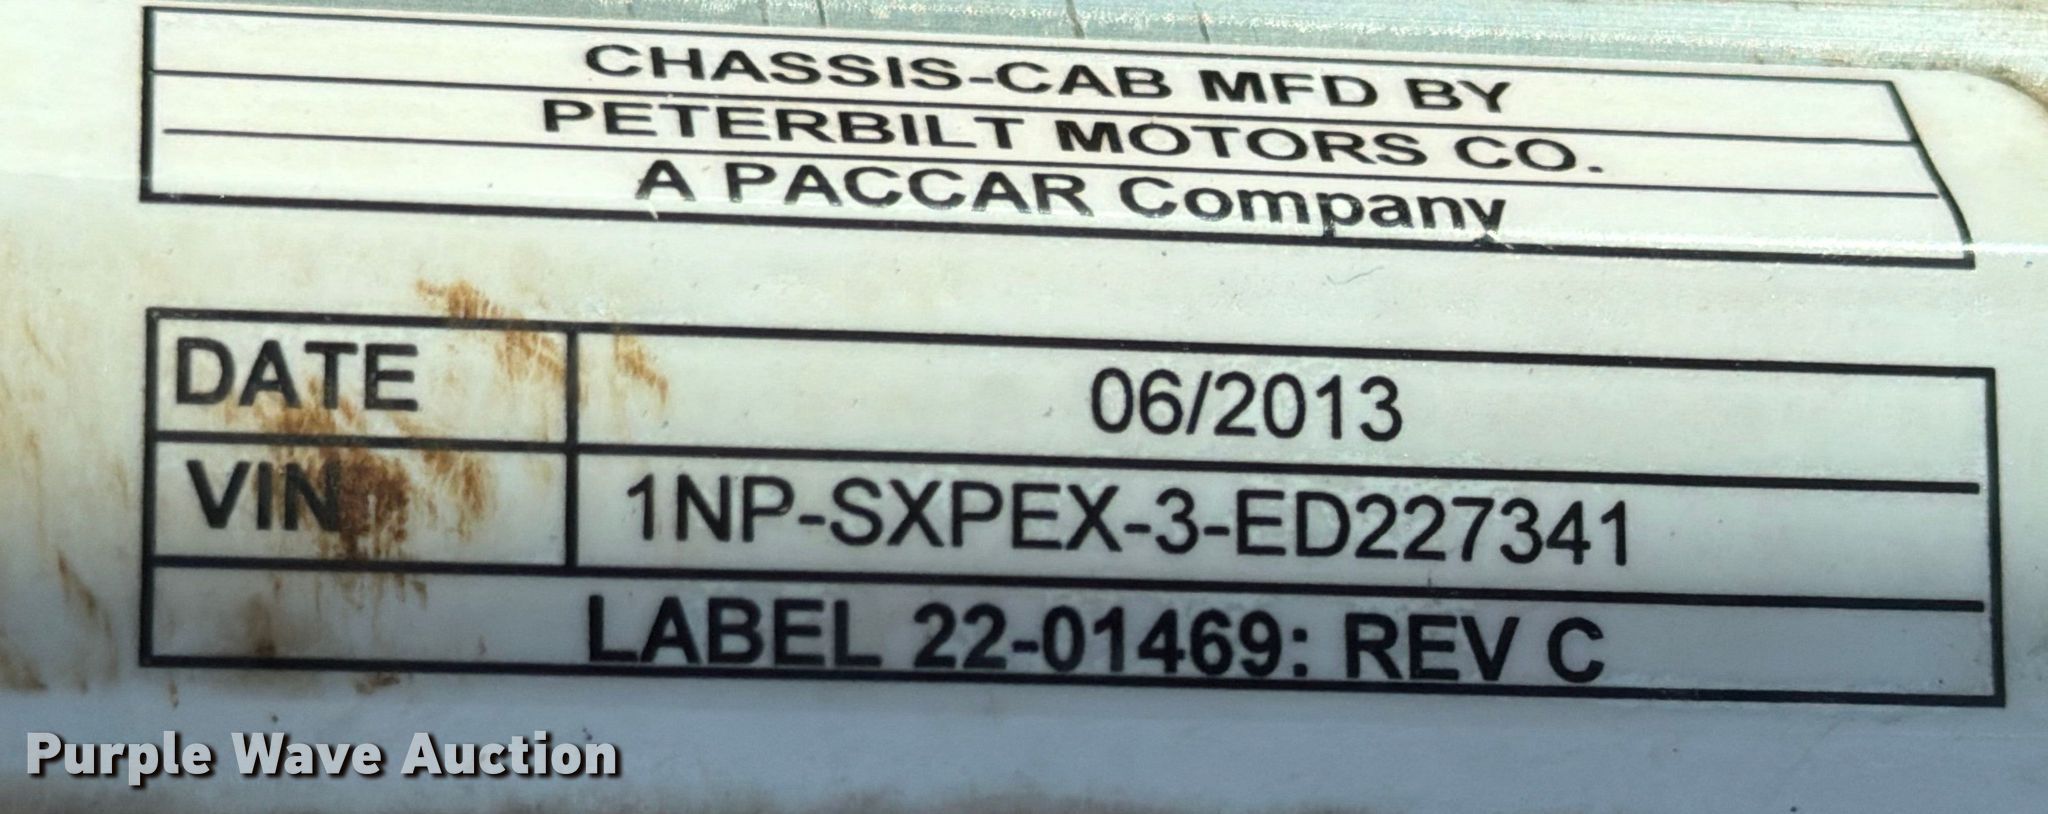 CHASSIS-CAB MFD BY
PETERBILT MOTORS CO.
A PACCAR Company
DATE 06/2013
VIN 1NP-SXPEX-3-ED227341
LABEL 22-01469: REV C
Purple Wave Auction